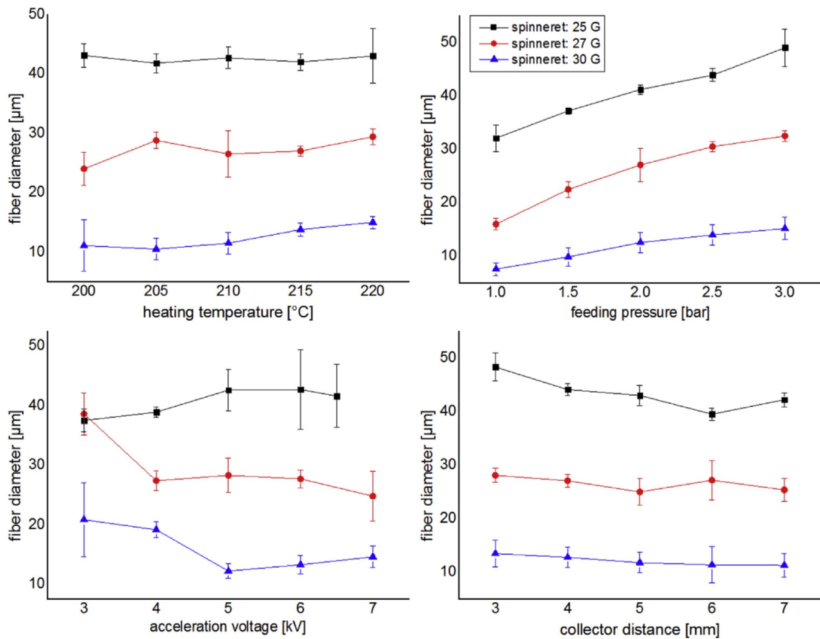 50
40
30
20
10
fiber diameter [µm]
200 205 210 215 220
heating temperature [°C]
spinneret: 25 G
spinneret: 27 G
spinneret: 30 G
50
40
30
20
10
fiber diameter [µm]
1.0 1.5 2.0 2.5 3.0
feeding pressure [bar]
50
40
30
20
10
fiber diameter [µm]
3 4 5 6 7
acceleration voltage [kV]
50
40
30
20
10
fiber diameter [µm]
3 4 5 6 7
collector distance [mm]